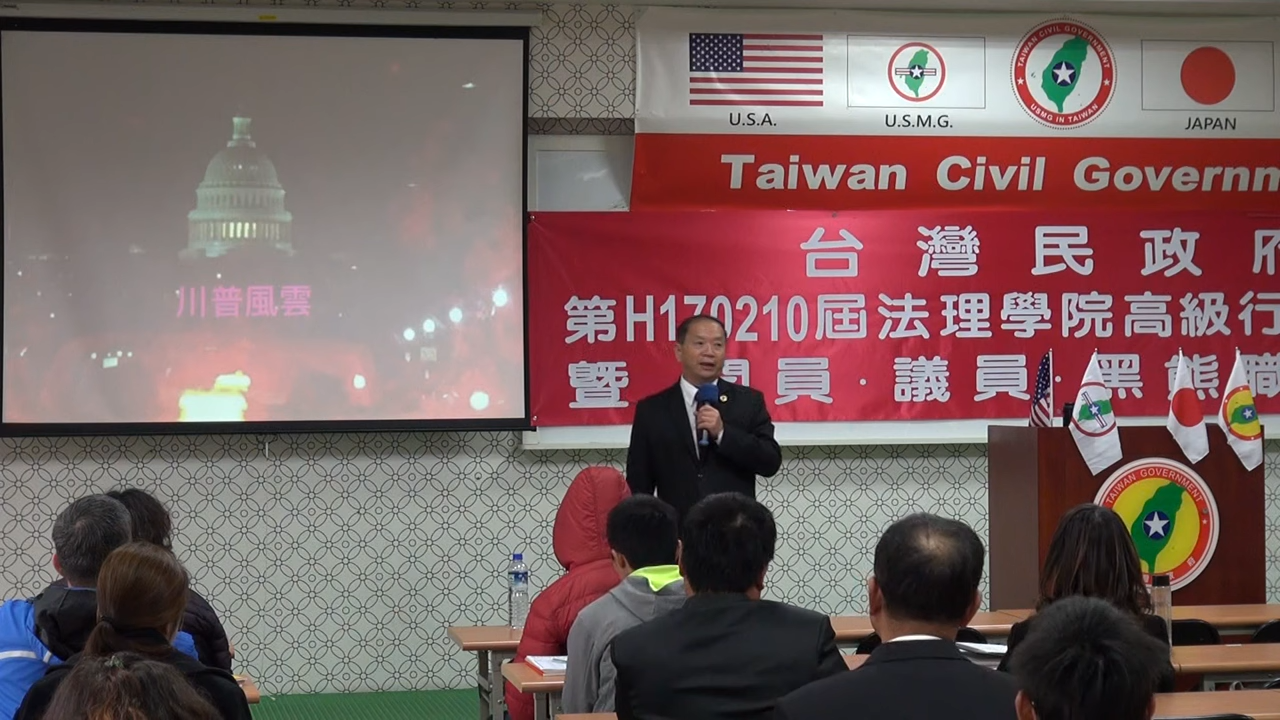 川普風雲
U.S.A.
U.S.M.G.
TAIWAN CIVIL GOVERNMENT
USMG IN TAIWAN
JAPAN
Taiwan Civil Governm
台灣民政府
第H170210屆法理學院高級行
暨 員·議員·黑熊職
TAIWAN GOVERNMENT